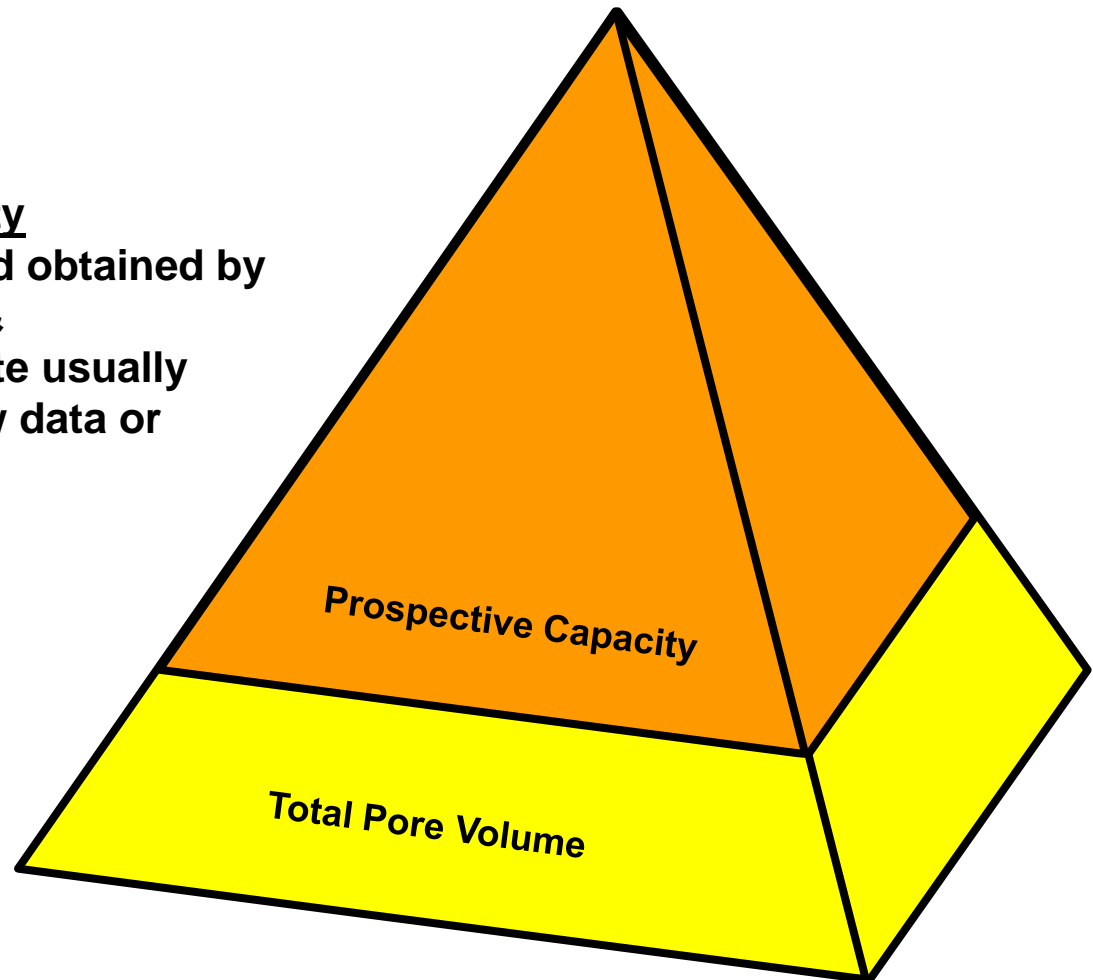 d obtained by
te usually
data or
Prospective Capacity
Total Pore Volume